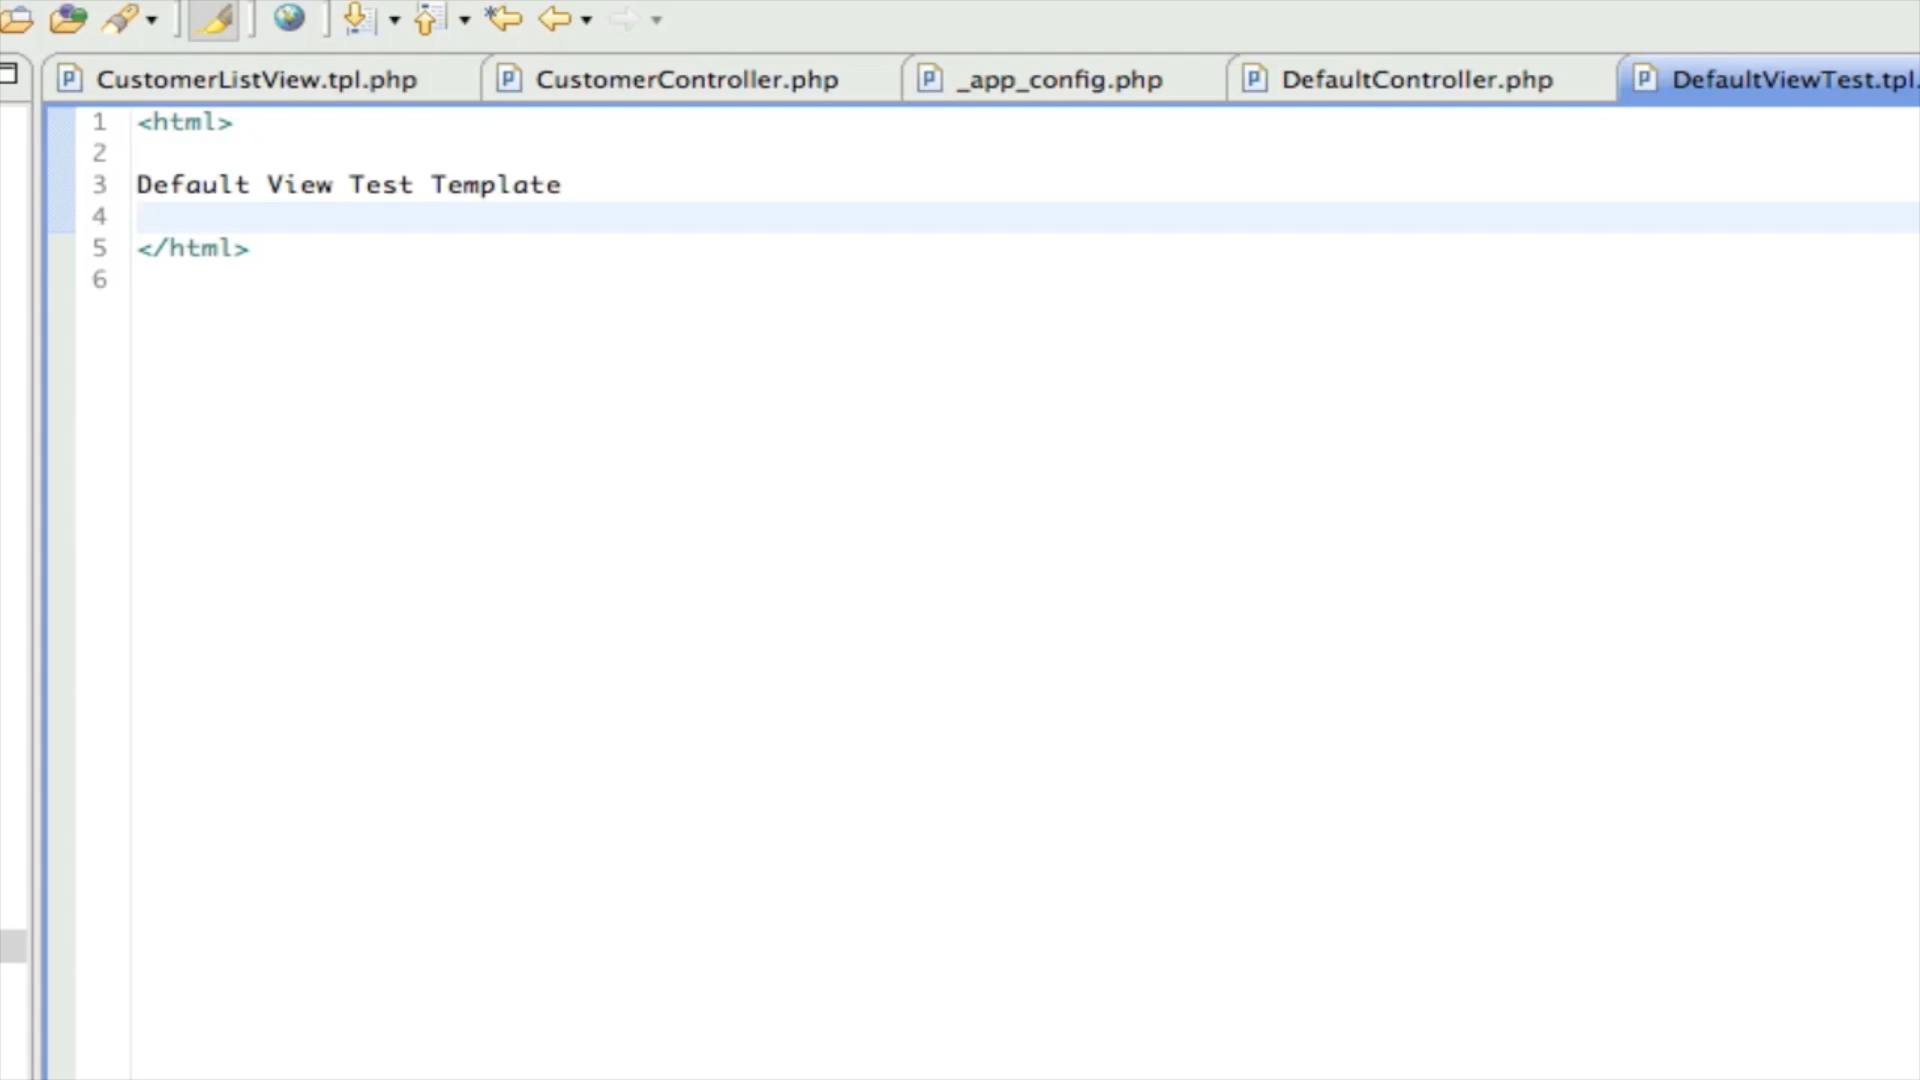 CustomerListView.tpl.php CustomerController.php _app_config.php DefaultController.php DefaultViewTest.tpl.
1 <html>
2
3 Default View Test Template
4
5 </html>
6